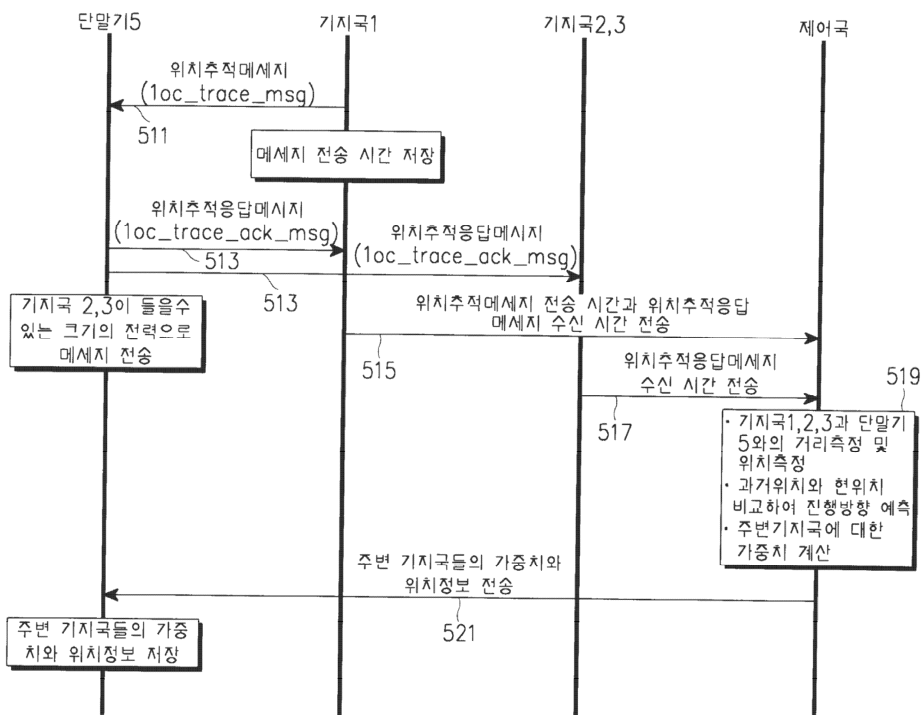 단말기5
기지국1
기지국2,3
제어국
위치추적메세지
(1oc_trace_msg)
511
메세지 전송 시간 저장
위치추적응답메시지
(1oc_trace_ack_msg)
513
위치추적응답메시지
(1oc_trace_ack_msg)
513
기지국 2,3이 들을수
있는 크기의 전력으로
메세지 전송
위치추적메세지 전송 시간과 위치추적응답
메세지 수신 시간 전송
515
위치추적응답메세지
수신 시간 전송
517
519
· 기지국1,2,3과 단말기
5와의 거리측정 및
위치측정
· 과거위치와 현위치
비교하여 진행방향 예측
· 주변기지국에 대한
가중치 계산
주변 기지국들의 가중치와
위치정보 전송
521
주변 기지국들의 가중
치와 위치정보 저장